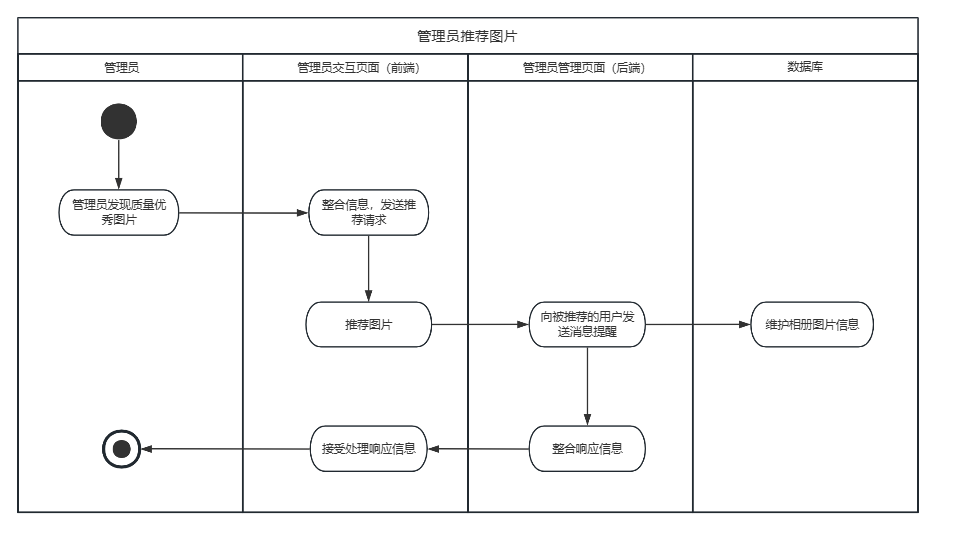 管理员推荐图片
管理员
管理员交互页面（前端）
管理员管理页面（后端）
数据库
管理员发现质量优
秀图片
整合信息，发送推
荐请求
推荐图片
向被推荐的用户发
送消息提醒
维护相册图片信息
接受处理响应信息
整合响应信息